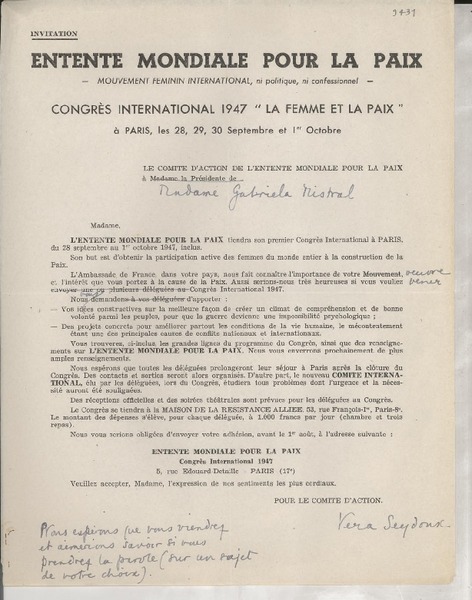 3431
INVITATION
ENTENTE MONDIALE POUR LA PAIX
— MOUVEMENT FEMININ INTERNATIONAL, ni politique, ni confessionnel —
CONGRÈS INTERNATIONAL 1947 " LA FEMME ET LA PAIX "
à PARIS, les 28, 29, 30 Septembre et 1er Octobre
LE COMITE D'ACTION DE L'ENTENTE MONDIALE POUR LA PAIX
à Madame la Présidente de
Madame Gabriela Mistral
Madame,
L'ENTENTE MONDIALE POUR LA PAIX tiendra son premier Congrès International à PARIS,
du 28 septembre au 1er octobre 1947, inclus.
Son but est d'obtenir la participation active des femmes du monde entier à la construction de la
Paix.
L'Ambassade de France, dans votre pays, nous fait connaître l'importance de votre Mouvement, oeuvre
et l'intérêt que vous portez à la cause de la Paix. Aussi serions-nous très heureuses si vous vouliez venir
envoyer une ou plusieurs déléguées au Congrès International 1947.
Nous demandons à vos déléguées d'apporter :
— Vos idées constructives sur la meilleure façon de créer un climat de compréhension et de bonne
volonté parmi les peuples, pour que la guerre devienne une impossibilité psychologique ;
— Des projets concrets pour améliorer partout les conditions de la vie humaine, le mécontentement
étant une des principales causes de conflits nationaux et internationaux.
Vous trouverez, ci-inclus, les grandes lignes du programme du Congrès, ainsi que des renseigne-
ments sur L'ENTENTE MONDIALE POUR LA PAIX. Nous vous enverrons prochainement de plus
amples renseignements.
Nous espérons que toutes les déléguées prolongeront leur séjour à Paris après la clôture du
Congrès. Des contacts et sorties seront alors organisés. D'autre part, le nouveau COMITE INTERNA-
TIONAL, élu par les déléguées, lors du Congrès, étudiera tous problèmes dont l'urgence et la néces-
sité auront été soulignées.
Des réceptions officielles et des soirées théâtrales sont prévues pour les déléguées au Congrès.
Le Congrès se tiendra à la MAISON DE LA RESISTANCE ALLIEE, 53, rue François-Ier, Paris-8e.
Le montant des dépenses s'élève, pour chaque déléguée, à 1.000 francs par jour (chambre et trois
repas).
Nous vous serions obligées d'envoyer votre adhésion, avant le 1er août, à l'adresse suivante :
ENTENTE MONDIALE POUR LA PAIX
Congrès International 1947
5, rue Edouard-Detaille - PARIS (17e)
Veuillez accepter, Madame, l'expression de nos sentiments les plus cordiaux.
POUR LE COMITE D'ACTION.
Vera Seydoux
Nous espérons que vous viendrez
et aimerions savoir si vous
prendrez la parole (sur un sujet
de votre choix).